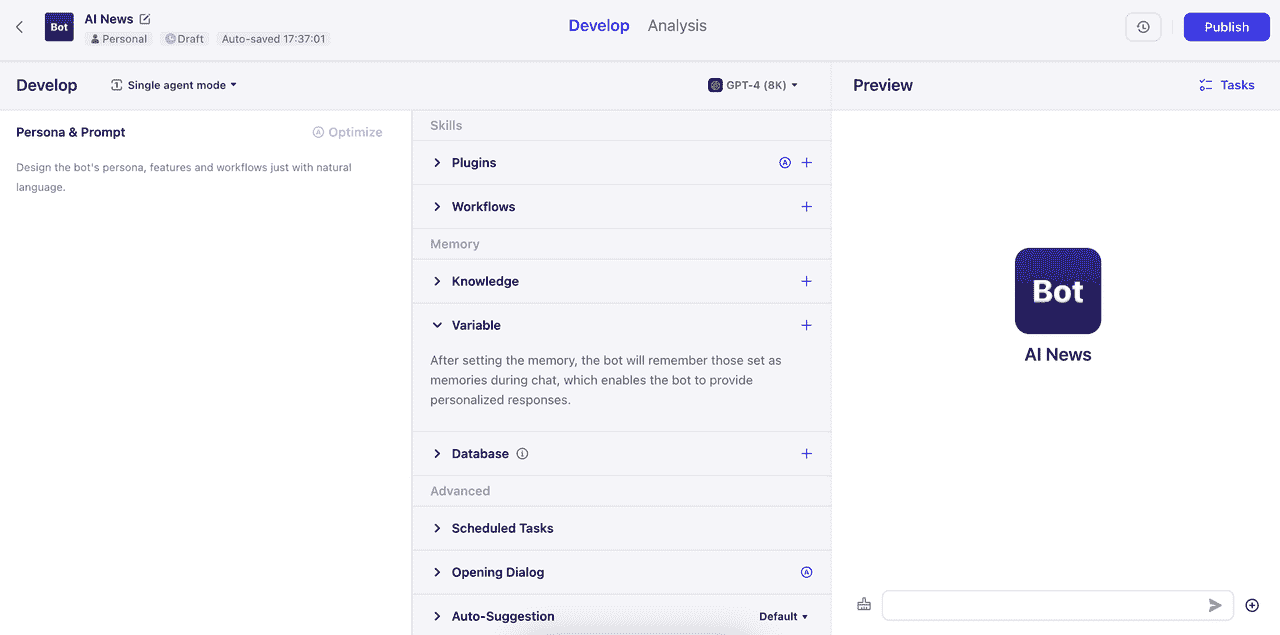 Bot
AI News
Personal
Draft
Auto-saved 17:37:01
Develop
Analysis
Publish
Develop
Single agent mode
GPT-4 (8K)
Preview
Tasks
Persona & Prompt
Optimize
Design the bot's persona, features and workflows just with natural
language.
Skills
Plugins
Workflows
Memory
Knowledge
Variable
After setting the memory, the bot will remember those set as
memories during chat, which enables the bot to provide
personalized responses.
Database
Advanced
Scheduled Tasks
Opening Dialog
Auto-Suggestion
Default
Bot
AI News